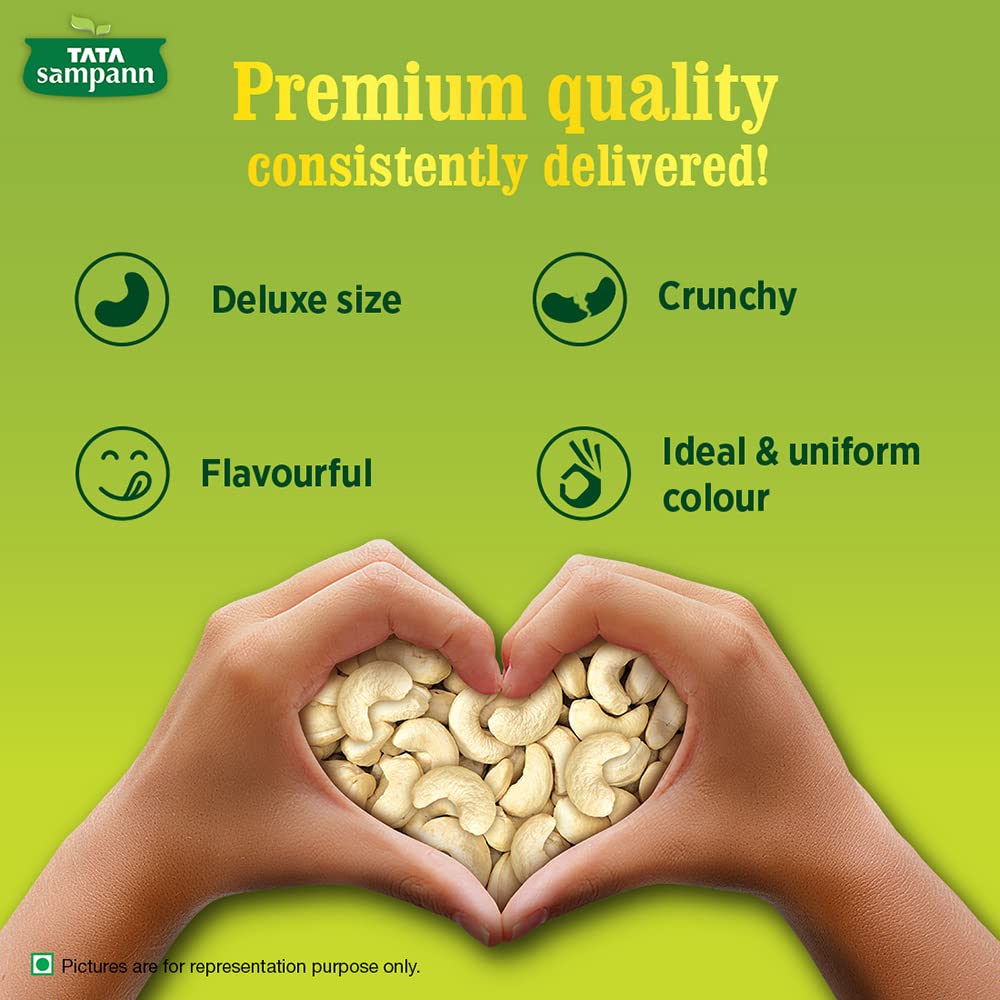 TATA
sampann
Premium quality
consistently delivered!
Deluxe size
Crunchy
Flavourful
Ideal & uniform
colour
Pictures are for representation purpose only.